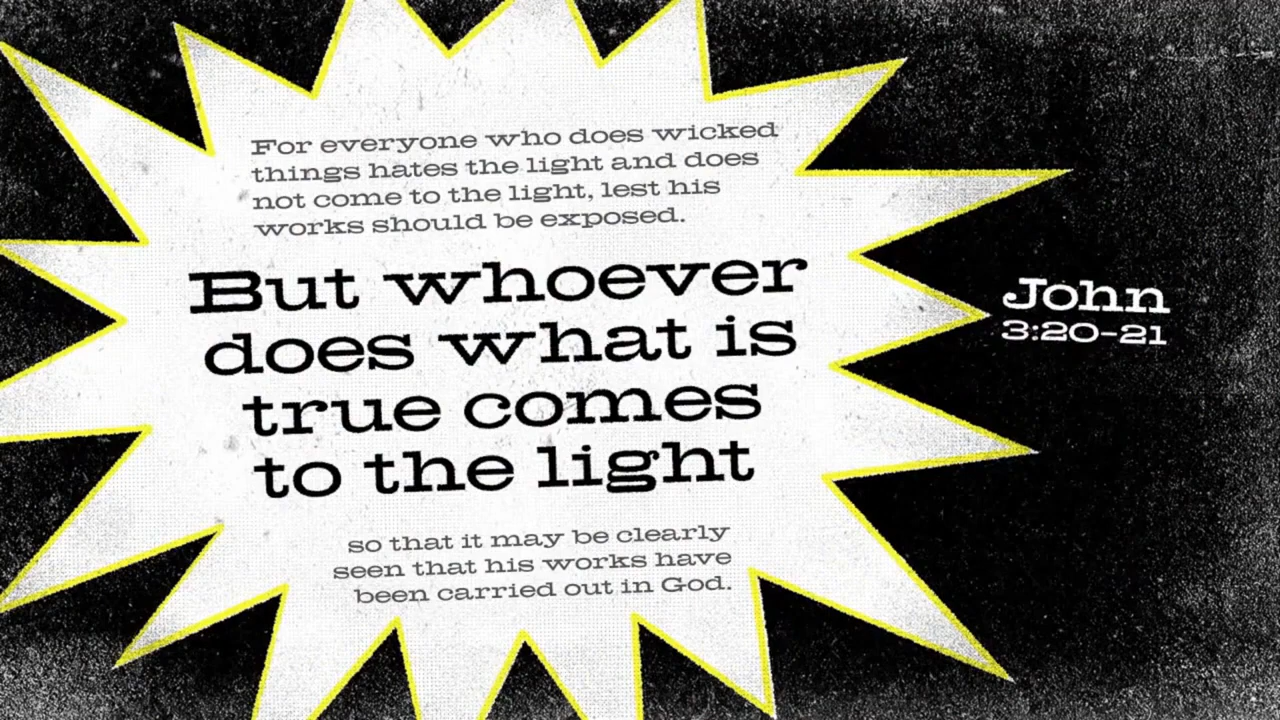 For everyone who does wicked
things hates the light and does
not come to the light, lest his
works should be exposed.
But whoever
does what is
true comes
to the light
so that it may be clearly
seen that his works have
been carried out in God.
John
3:20-21